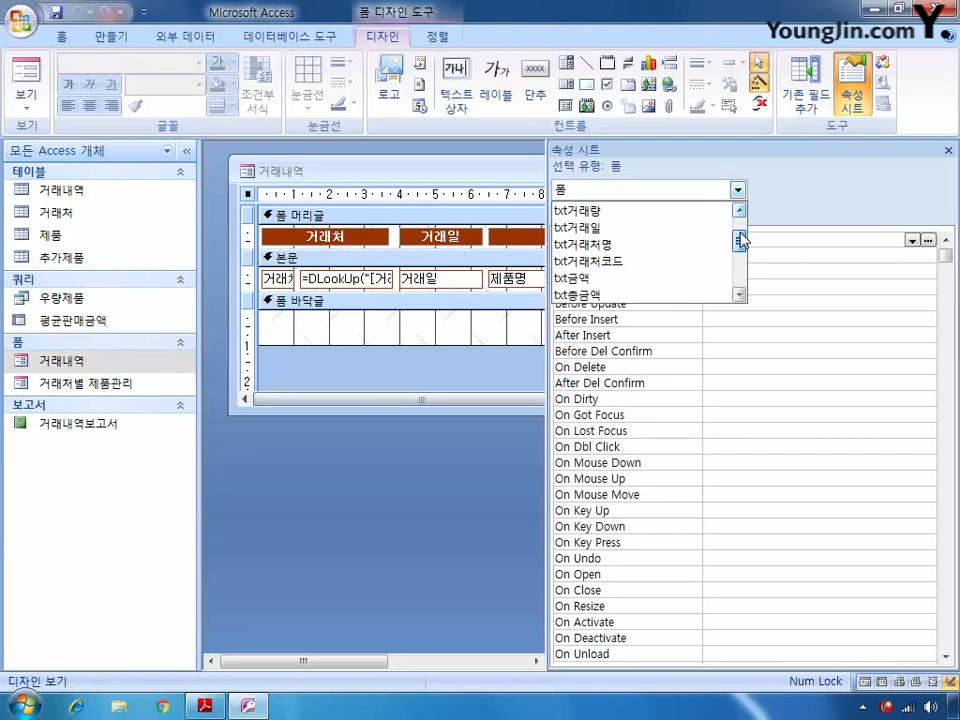 Microsoft Access
폼 디자인 도구
YoungJin.com Y.
홈
만들기
외부 데이터
데이터베이스 도구
디자인
정렬
보기
보기
가
가
가
가
조건부
서식
글꼴
눈금선
눈금선
로고
가나
텍스트
상자
가가
레이블
xxxx
단추
컨트롤
기존 필드
추가
속성
시트
도구
모든 Access 개체
테이블
거래내역
거래처
제품
추가제품
쿼리
우량제품
평균판매금액
폼
거래내역
거래처별 제품관리
보고서
거래내역보고서
거래내역
1 2 3 4 5 6 7 8
폼 머리글
거래처
거래일
본문
거래처
=DLookUp("[거래
거래일
제품명
폼 바닥글
1
2
속성 시트
선택 유형: 폼
폼
txt거래량
txt거래일
txt거래처명
txt거래처코드
txt금액
txt총금액
Before Update
Before Insert
After Insert
Before Del Confirm
On Delete
After Del Confirm
On Dirty
On Got Focus
On Lost Focus
On Dbl Click
On Mouse Down
On Mouse Up
On Mouse Move
On Key Up
On Key Down
On Key Press
On Undo
On Open
On Close
On Resize
On Activate
On Deactivate
On Unload
디자인 보기
Num Lock